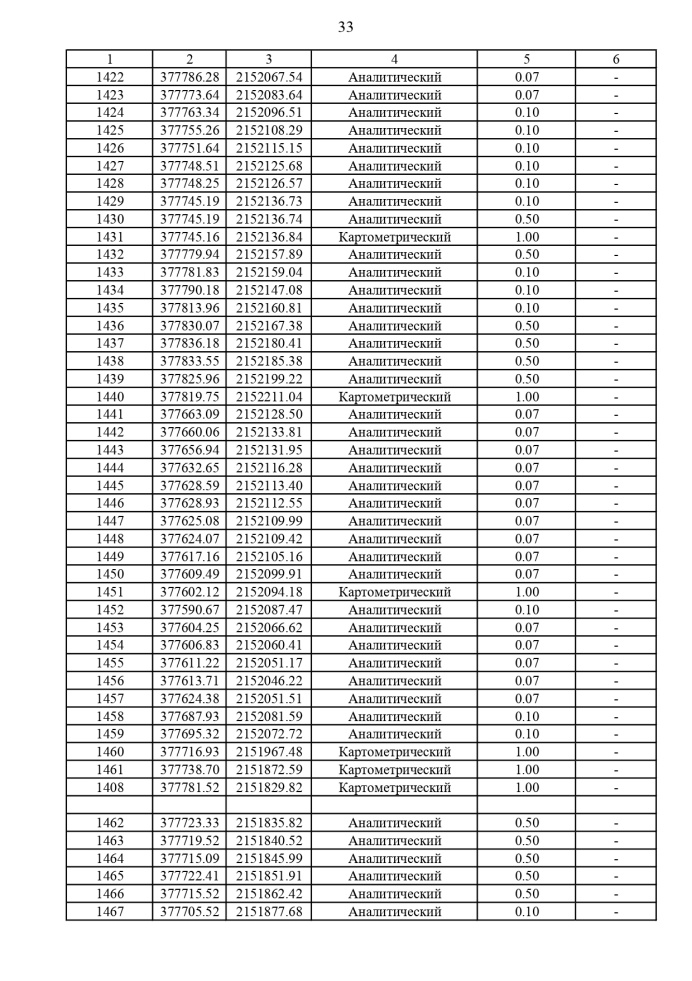 33
1 2 3 4 5 6
1422 377786.28 2152067.54 Аналитический 0.07 -
1423 377773.64 2152083.64 Аналитический 0.07 -
1424 377763.34 2152096.51 Аналитический 0.10 -
1425 377755.26 2152108.29 Аналитический 0.10 -
1426 377751.64 2152115.15 Аналитический 0.10 -
1427 377748.51 2152125.68 Аналитический 0.10 -
1428 377748.25 2152126.57 Аналитический 0.10 -
1429 377745.19 2152136.73 Аналитический 0.10 -
1430 377745.19 2152136.74 Аналитический 0.50 -
1431 377745.16 2152136.84 Картометрический 1.00 -
1432 377779.94 2152157.89 Аналитический 0.50 -
1433 377781.83 2152159.04 Аналитический 0.10 -
1434 377790.18 2152147.08 Аналитический 0.10 -
1435 377813.96 2152160.81 Аналитический 0.10 -
1436 377830.07 2152167.38 Аналитический 0.50 -
1437 377836.18 2152180.41 Аналитический 0.50 -
1438 377833.55 2152185.38 Аналитический 0.50 -
1439 377825.96 2152199.22 Аналитический 0.50 -
1440 377819.75 2152211.04 Картометрический 1.00 -
1441 377663.09 2152128.50 Аналитический 0.07 -
1442 377660.06 2152133.81 Аналитический 0.07 -
1443 377656.94 2152131.95 Аналитический 0.07 -
1444 377632.65 2152116.28 Аналитический 0.07 -
1445 377628.59 2152113.40 Аналитический 0.07 -
1446 377628.93 2152112.55 Аналитический 0.07 -
1447 377625.08 2152109.99 Аналитический 0.07 -
1448 377624.07 2152109.42 Аналитический 0.07 -
1449 377617.16 2152105.16 Аналитический 0.07 -
1450 377609.49 2152099.91 Аналитический 0.07 -
1451 377602.12 2152094.18 Картометрический 1.00 -
1452 377590.67 2152087.47 Аналитический 0.10 -
1453 377604.25 2152066.62 Аналитический 0.07 -
1454 377606.83 2152060.41 Аналитический 0.07 -
1455 377611.22 2152051.17 Аналитический 0.07 -
1456 377613.71 2152046.22 Аналитический 0.07 -
1457 377624.38 2152051.51 Аналитический 0.07 -
1458 377687.93 2152081.59 Аналитический 0.10 -
1459 377695.32 2152072.72 Аналитический 0.10 -
1460 377716.93 2151967.48 Картометрический 1.00 -
1461 377738.70 2151872.59 Картометрический 1.00 -
1408 377781.52 2151829.82 Картометрический 1.00 -
1462 377723.33 2151835.82 Аналитический 0.50 -
1463 377719.52 2151840.52 Аналитический 0.50 -
1464 377715.09 2151845.99 Аналитический 0.50 -
1465 377722.41 2151851.91 Аналитический 0.50 -
1466 377715.52 2151862.42 Аналитический 0.50 -
1467 377705.52 2151877.68 Аналитический 0.10 -